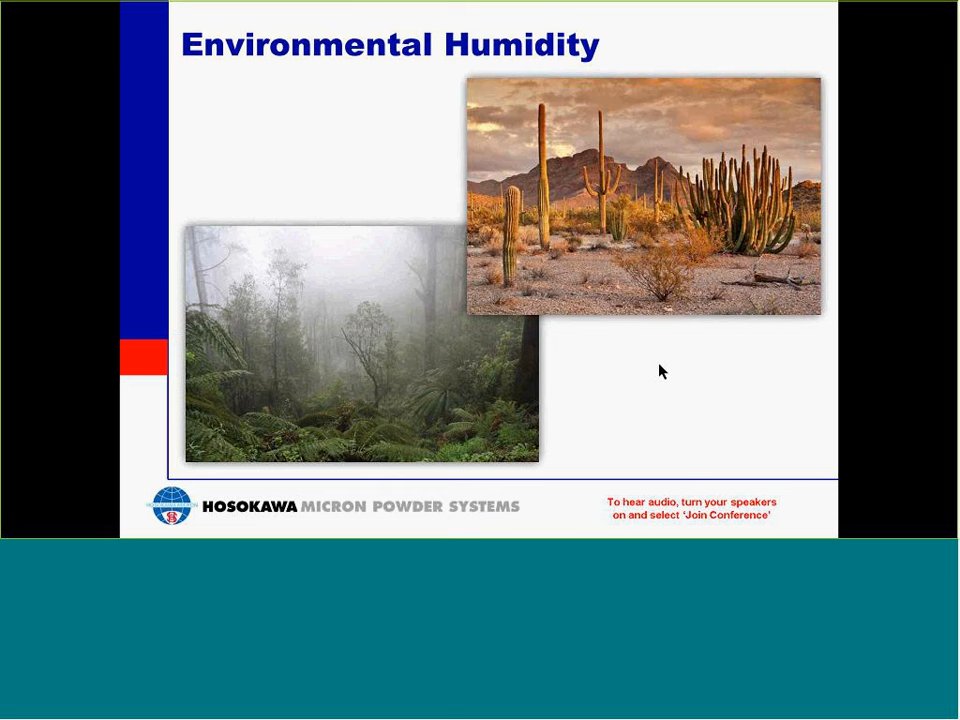 Environmental Humidity
HOSOKAWA MICRON POWDER SYSTEMS
To hear audio, turn your speakers
on and select ‘Join Conference’